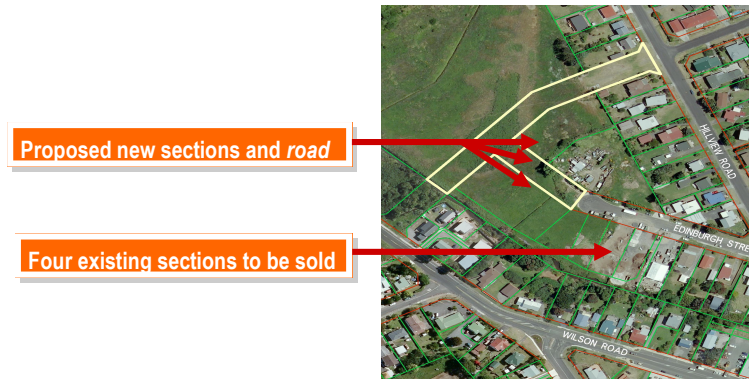 Proposed new sections and road
Four existing sections to be sold
HILLVIEW ROAD
EDINBURGH STRE
WILSON ROAD